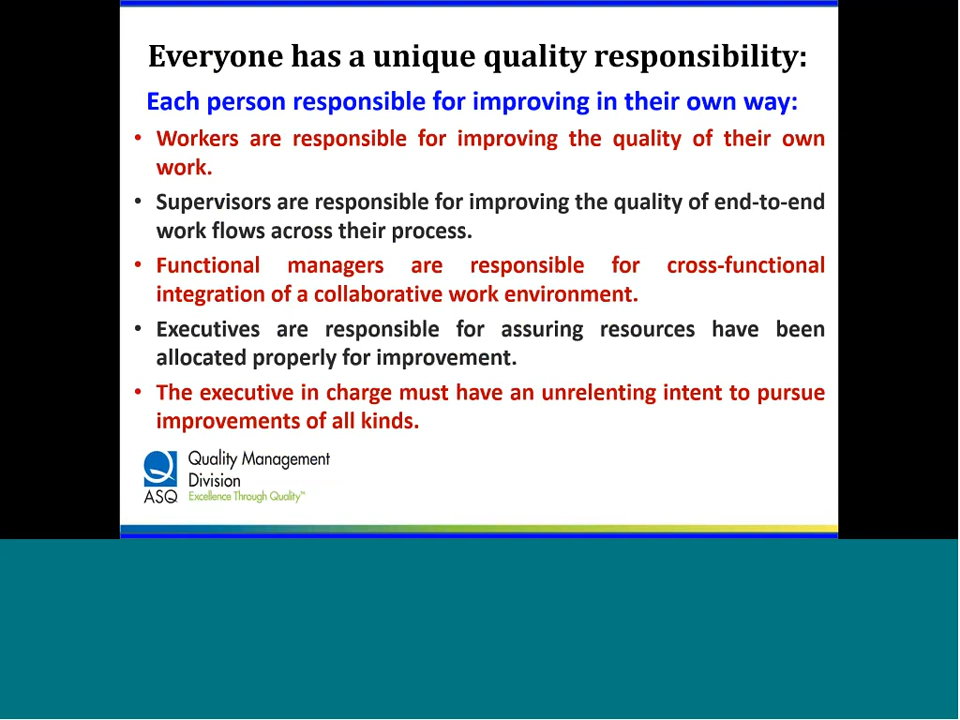 Everyone has a unique quality responsibility:
Each person responsible for improving in their own way:
• Workers are responsible for improving the quality of their own
work.
• Supervisors are responsible for improving the quality of end-to-end
work flows across their process.
• Functional managers are responsible for cross-functional
integration of a collaborative work environment.
• Executives are responsible for assuring resources have been
allocated properly for improvement.
• The executive in charge must have an unrelenting intent to pursue
improvements of all kinds.
Quality Management
Division
ASQ Excellence Through Quality™